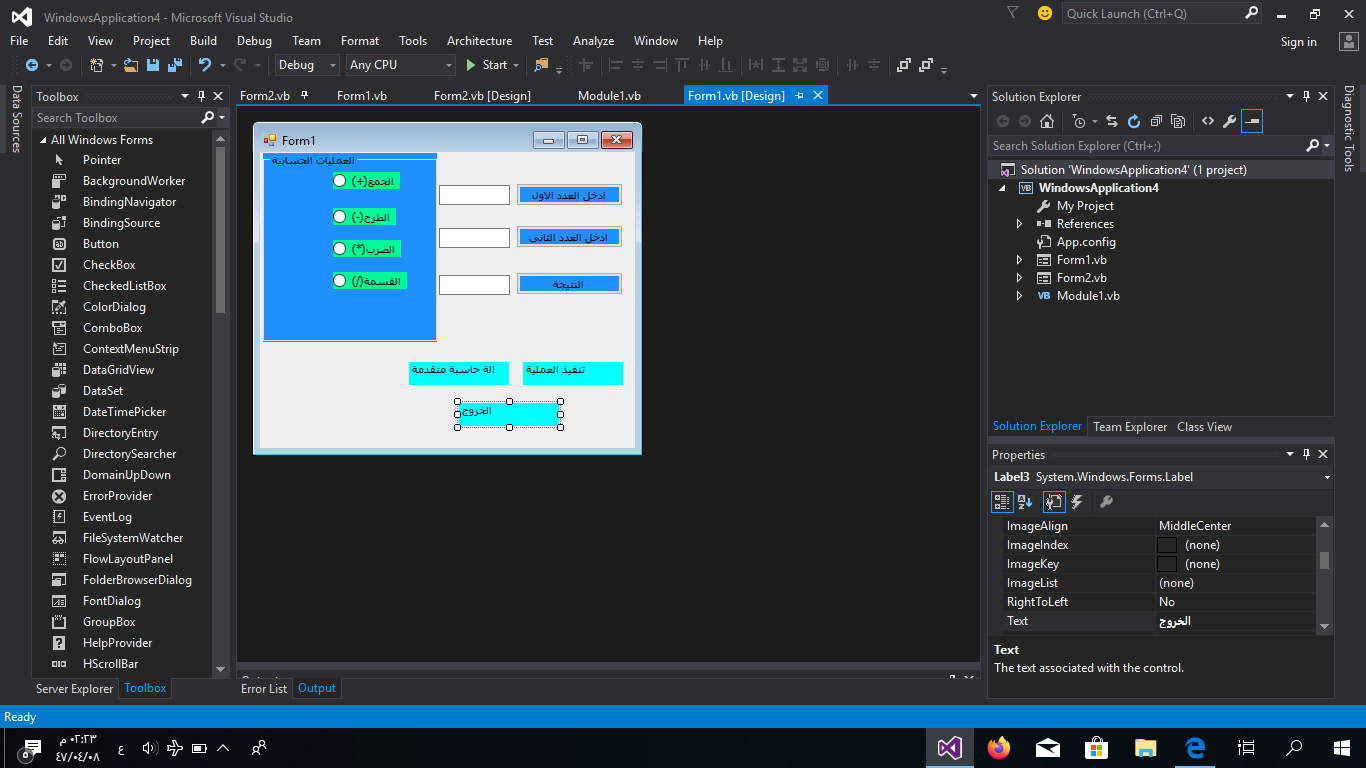 WindowsApplication4 - Microsoft Visual Studio
Quick Launch (Ctrl+Q)
File Edit View Project Build Debug Team Format Tools Architecture Test Analyze Window Help
Sign in
Debug Any CPU Start
Data Sources
Toolbox
Search Toolbox
All Windows Forms
Pointer
BackgroundWorker
BindingNavigator
BindingSource
Button
CheckBox
CheckedListBox
ColorDialog
ComboBox
ContextMenuStrip
DataGridView
DataSet
DateTimePicker
DirectoryEntry
DirectorySearcher
DomainUpDown
ErrorProvider
EventLog
FileSystemWatcher
FlowLayoutPanel
FolderBrowserDialog
FontDialog
GroupBox
HelpProvider
HScrollBar
Server Explorer Toolbox
Form2.vb Form1.vb Form2.vb [Design] Module1.vb Form1.vb [Design]
Form1
العمليات الحسابية
الجمع(+)
الطرح(-)
الضرب(*)
القسمة(/)
ادخل العدد الاول
ادخل العدد الثاني
النتيجة
الة حاسبة متقدمة
تنفيذ العملية
الخروج
Error List Output
Solution Explorer
Search Solution Explorer (Ctrl+;)
Solution 'WindowsApplication4' (1 project)
VB WindowsApplication4
My Project
References
App.config
Form1.vb
Form2.vb
VB Module1.vb
Solution Explorer Team Explorer Class View
Diagnostic Tools
Properties
Label3 System.Windows.Forms.Label
ImageAlign MiddleCenter
ImageIndex (none)
ImageKey (none)
ImageList (none)
RightToLeft No
Text الخروج
Text
The text associated with the control.
Ready
٠٢:٢٣ م
٤٧/٠٤/٠٨
ع